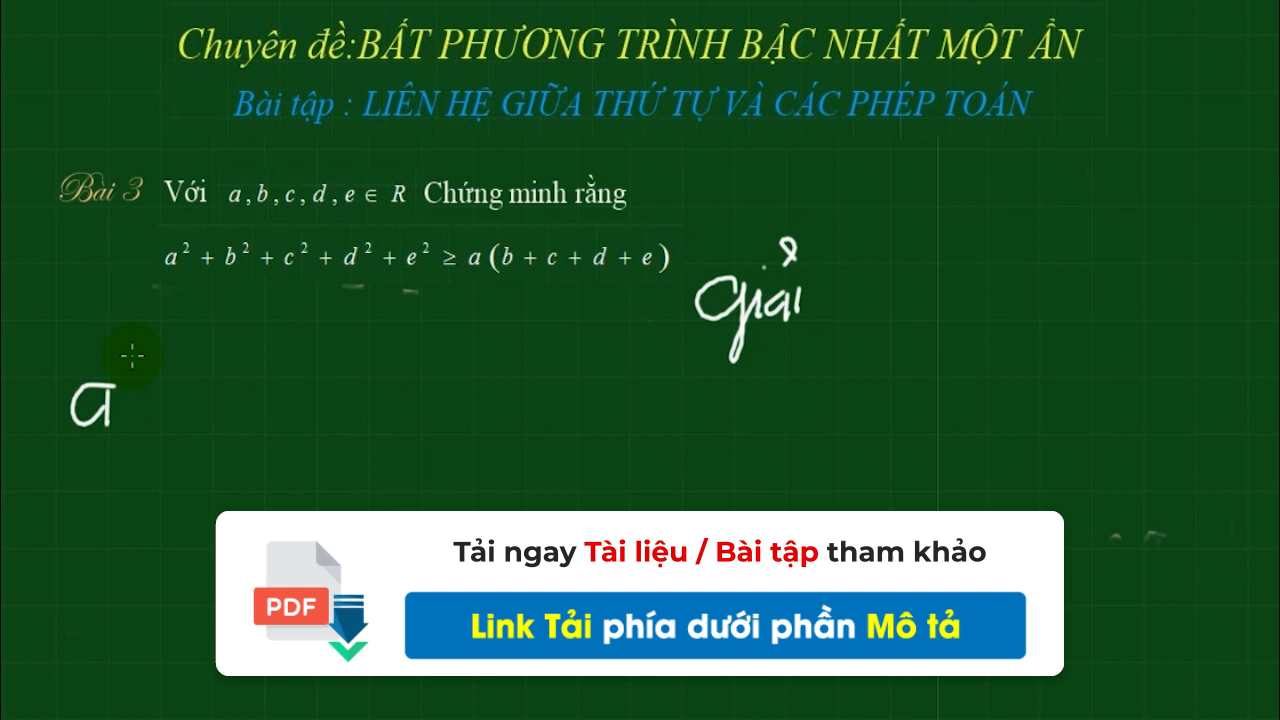 Chuyên đề:BẤT PHƯƠNG TRÌNH BẬC NHẤT MỘT ẨN
Bài tập : LIÊN HỆ GIỮA THỨ TỰ VÀ CÁC PHÉP TOÁN
Bài 3 Với a , b , c , d , e ∈ R Chứng minh rằng
a² + b² + c² + d² + e² ≥ a (b + c + d + e)
Giải
a
Tải ngay Tài liệu / Bài tập tham khảo
PDF
Link Tải phía dưới phần Mô tả